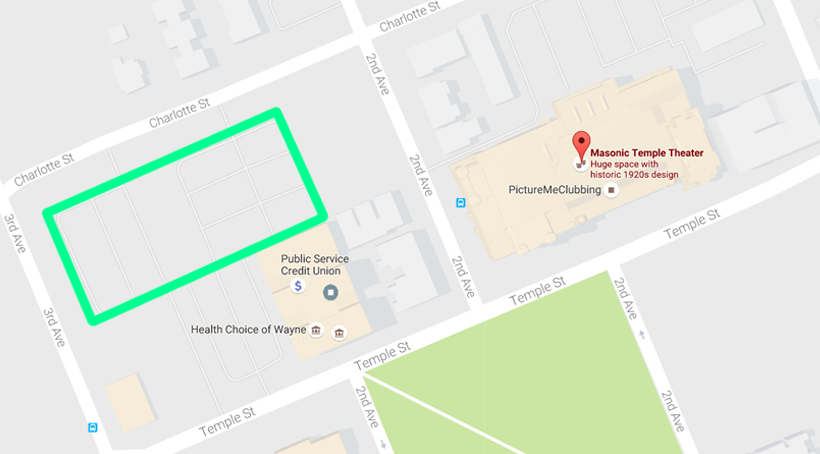 Charlotte St
2nd Ave
Charlotte St
Masonic Temple Theater
Huge space with
historic 1920s design
2nd Ave
Charlotte St
PictureMeClubbing
3rd Ave
Temple St
Public Service
Credit Union
2nd Ave
$
Temple St
2nd Ave
3rd Ave
Health Choice of Wayne
Temple St
2nd Ave
2nd Ave
Temple St